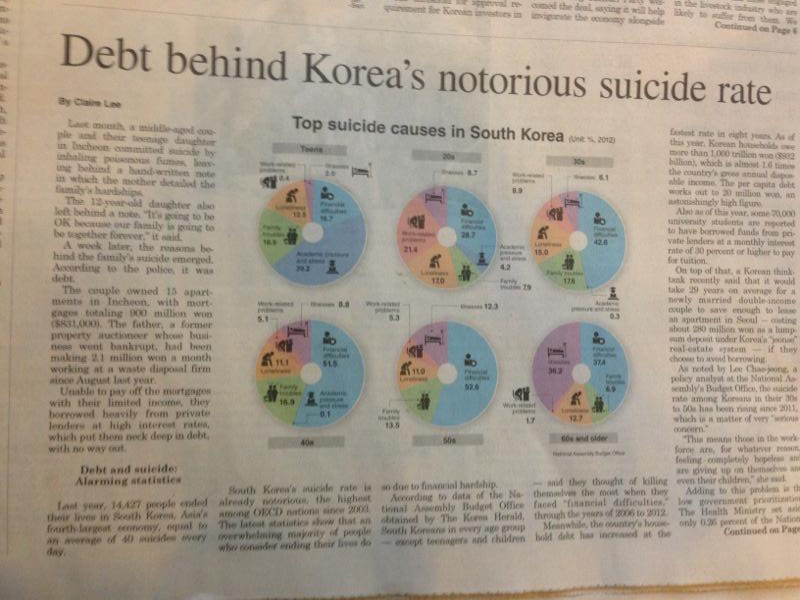 quirement for Korean investors in
comed the deal, saying it will help
invigorate the economy alongside
in the livestock industry who are
likely to suffer from them. We
Continued on Page 6
Debt behind Korea's notorious suicide rate
By Claire Lee
Last month, a middle-aged cou-
ple and their teenage daughter
in Incheon committed suicide by
inhaling poisonous fumes, leav-
ing behind a hand-written note
in which the mother detailed the
family's hardships.
The 12-year-old daughter also
left behind a note. "It's going to be
OK because our family is going to
be together forever," it said.
A week later, the reasons be-
hind the family's suicide emerged.
According to the police, it was
debt.
The couple owned 15 apart-
ments in Incheon, with mort-
gages totaling 900 million won
($831,000). The father, a former
property auctioneer whose busi-
ness went bankrupt, had been
making 2.1 million won a month
working at a waste disposal firm
since August last year.
Unable to pay off the mortgages
with their limited income, they
borrowed heavily from private
lenders at high interest rates,
which put them neck deep in debt,
with no way out.
Debt and suicide:
Alarming statistics
Last year, 14,427 people ended
their lives in South Korea, Asia's
fourth-largest economy, equal to
an average of 40 suicides every
day.
Top suicide causes in South Korea (Unit: %, 2012)
Teens
Work-related
problems
Illnesses
Loneliness
12.5
Financial
difficulties
16.7
Family
troubles
16.9
Academic pressure
and stress
39.2
20s
Illnesses 8.7
Financial
difficulties
28.7
Work-related
problems
21.4
Academic
pressure
and stress
4.2
Loneliness
17.0
Family
troubles 7.9
30s
Work-related
problems
8.9
Illnesses 6.1
Financial
difficulties
42.6
Loneliness
15.0
Family
troubles
17.6
Academic
pressure and stress
0.3
Work-related
problems
5.1
Illnesses 8.8
Financial
difficulties
51.5
11.1
Loneliness
Family
troubles
16.9
Academic
pressure
and stress
0.1
40s
Work-related
problems
5.3
Illnesses 12.3
Financial
difficulties
52.6
11.0
Loneliness
Family
troubles
13.5
50s
Illnesses
36.2
Financial
difficulties
37.4
Family
troubles
6.9
Work-related
problems
1.7
Loneliness
12.7
60s and older
National Assembly Budget Office
South Korea's suicide rate is
already notorious, the highest
among OECD nations since 2003.
The latest statistics show that an
overwhelming majority of people
who consider ending their lives do
so due to financial hardship.
According to data of the Na-
tional Assembly Budget Office
obtained by The Korea Herald,
South Koreans in every age group
— except teenagers and children
— said they thought of killing
themselves the most when they
faced "financial difficulties,"
through the years of 2006 to 2012.
Meanwhile, the country's house-
hold debt has increased at the
fastest rate in eight years. As of
this year, Korean households owe
more than 1,000 trillion won ($932
billion), which is almost 1.6 times
the country's gross annual dispos-
able income. The per capita debt
works out to 20 million won, an
astonishingly high figure.
Also as of this year, some 70,000
university students are reported
to have borrowed funds from pri-
vate lenders at a monthly interest
rate of 30 percent or higher to pay
for tuition.
On top of that, a Korean think-
tank recently said that it would
take 29 years on average for a
newly married double-income
couple to save enough to lease
an apartment in Seoul — costing
about 280 million won as a lump-
sum deposit under Korea's "jeonse"
real-estate system — if they
choose to avoid borrowing.
As noted by Lee Chae-jeong, a
policy analyst at the National As-
sembly's Budget Office, the suicide
rate among Koreans in their 30s
to 50s has been rising since 2011,
which is a matter of very "serious
concern."
"This means those in the work-
force are, for whatever reason,
feeling completely hopeless and
are giving up on themselves and
even their children," she said.
Adding to this problem is the
low government prioritization.
The Health Ministry set aside
only 0.26 percent of the
Continued on Page